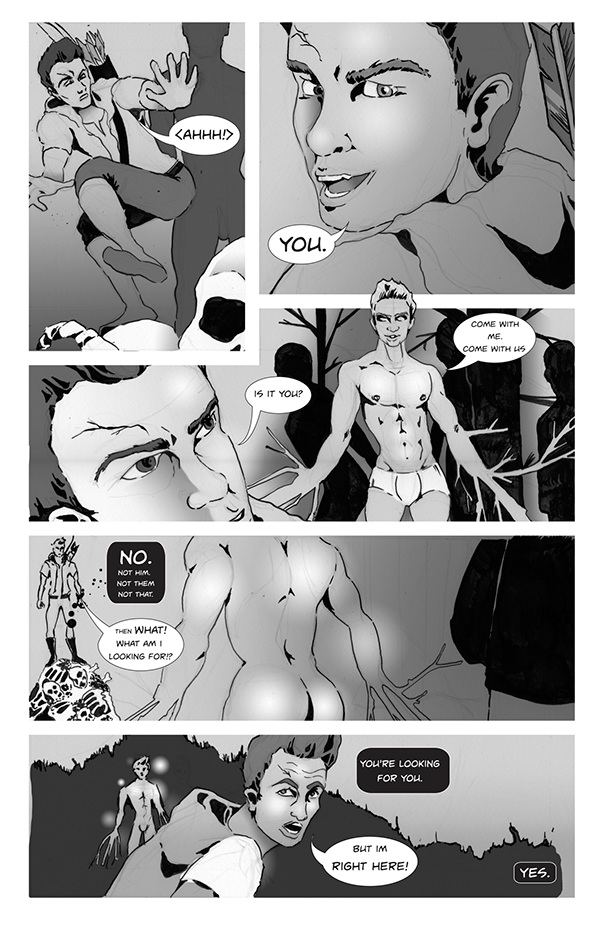 <AHHH!>
YOU.
COME WITH
ME.
COME WITH US
IS IT YOU?
NO.
NOT HIM.
NOT THEM
NOT THAT.
THEN WHAT!
WHAT AM I
LOOKING FOR!?
YOU'RE LOOKING
FOR YOU.
BUT IM
RIGHT HERE!
YES.